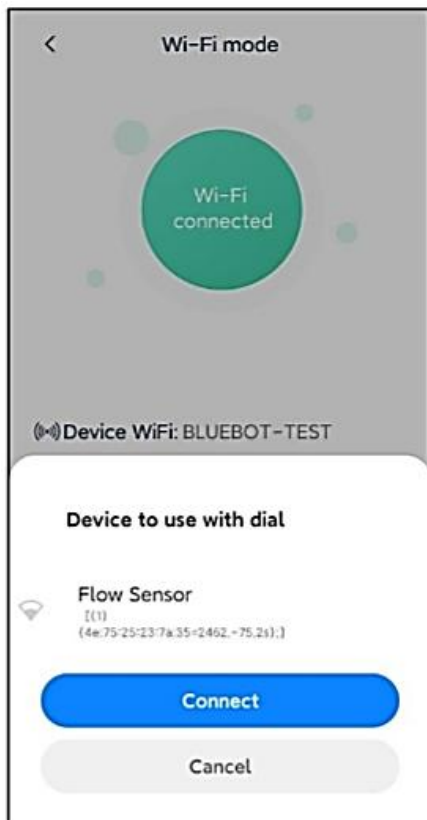 Wi-Fi mode
Wi-Fi
connected
Device WiFi: BLUEBOT-TEST
Device to use with dial
Flow Sensor
[(1)
{4e:75:25:23:7a:35=2462,-75,2s};]
Connect
Cancel